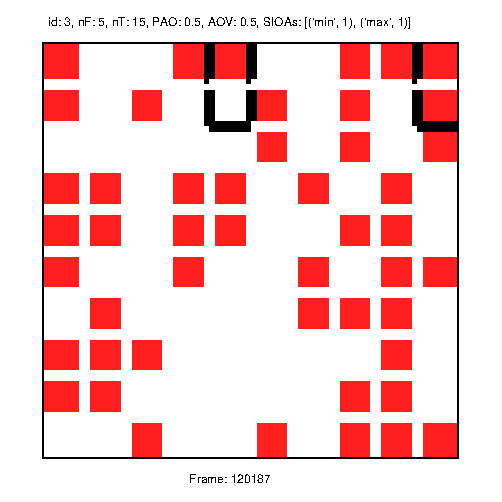 id: 3, nF: 5, nT: 15, PAO: 0.5, AOV: 0.5, SIOAs: [('min', 1), ('max', 1)]
Frame: 120187